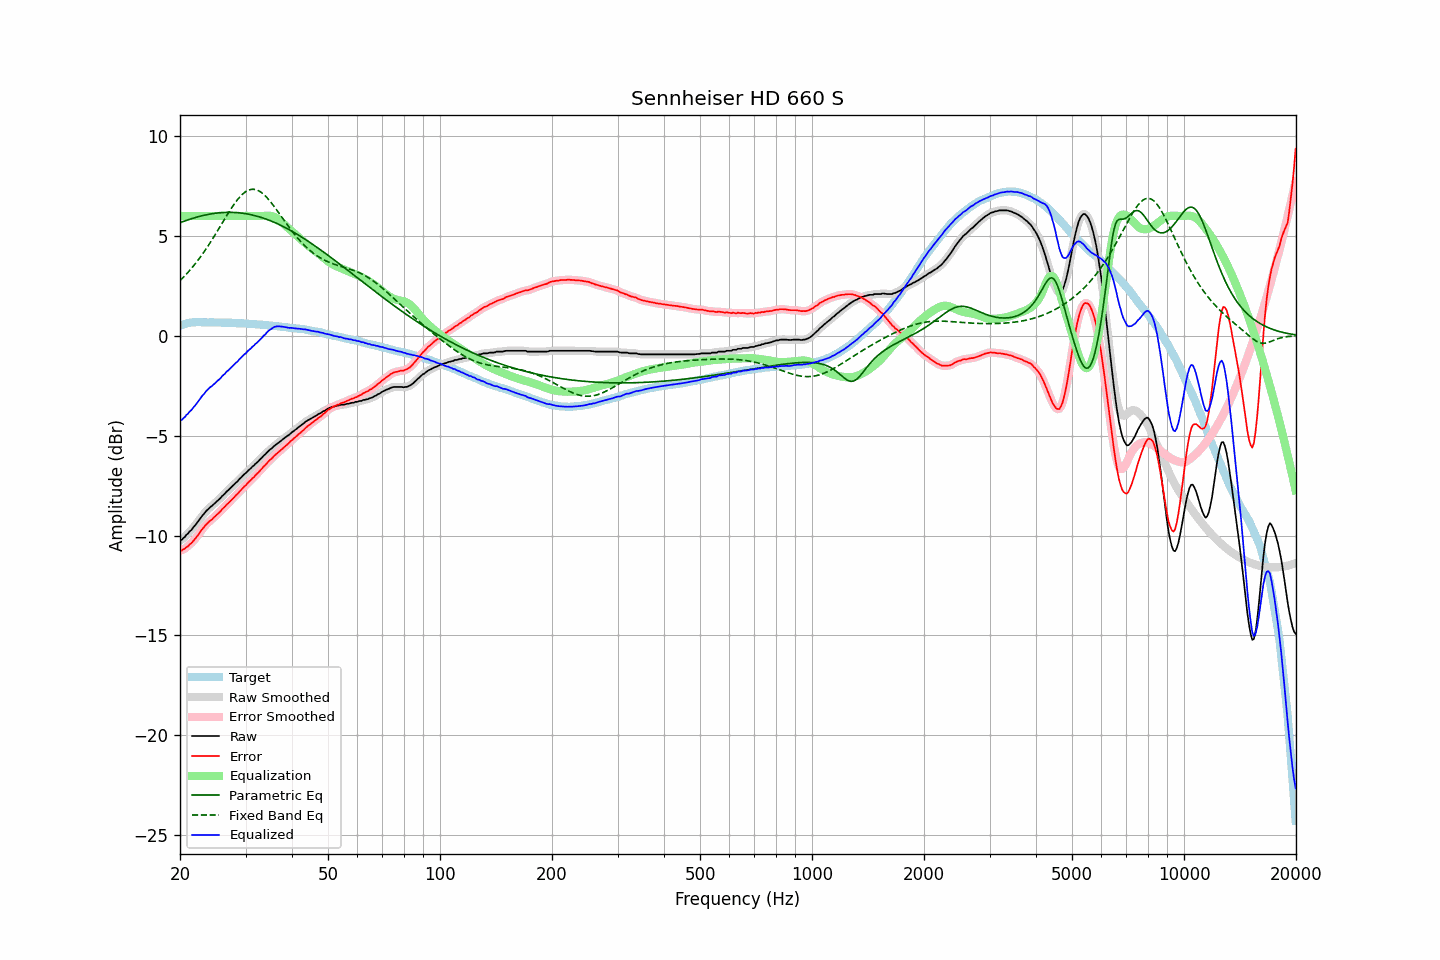 Sennheiser HD 660 S
Amplitude (dBr)
10
5
0
−5
−10
−15
−20
−25
Target
Raw Smoothed
Error Smoothed
Raw
Error
Equalization
Parametric Eq
Fixed Band Eq
Equalized
20 50 100 200 500 1000 2000 5000 10000 20000
Frequency (Hz)